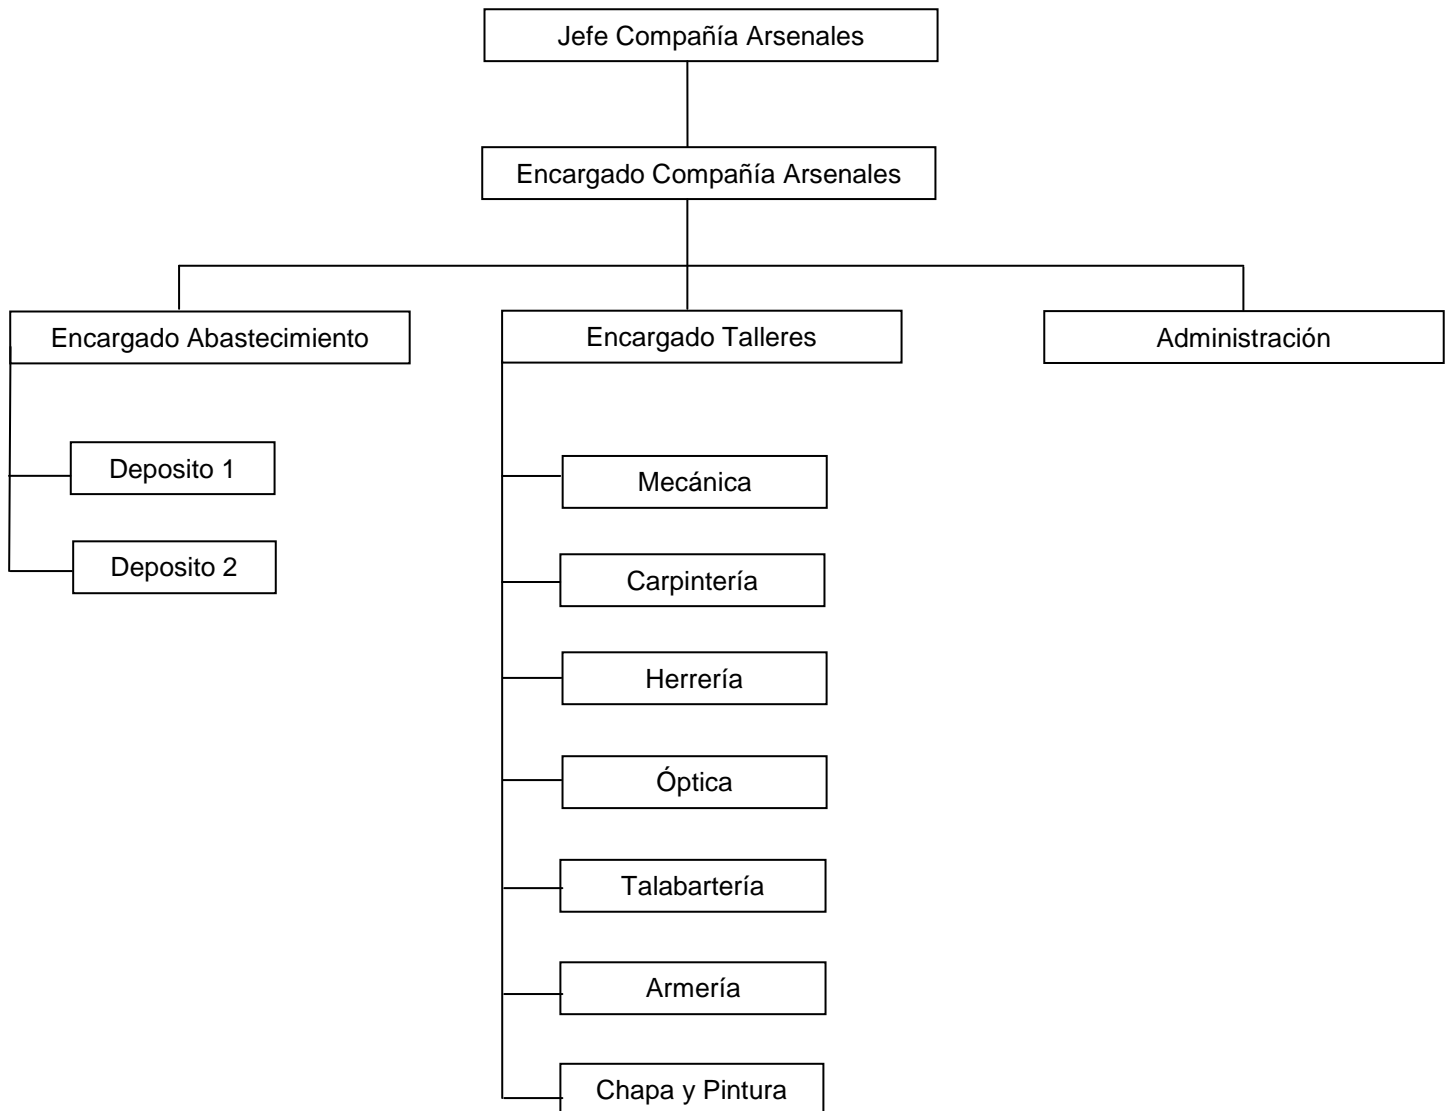 Jefe Compañía Arsenales
Encargado Compañía Arsenales
Encargado Abastecimiento
Encargado Talleres
Administración
Deposito 1
Deposito 2
Mecánica
Carpintería
Herrería
Óptica
Talabartería
Armería
Chapa y Pintura